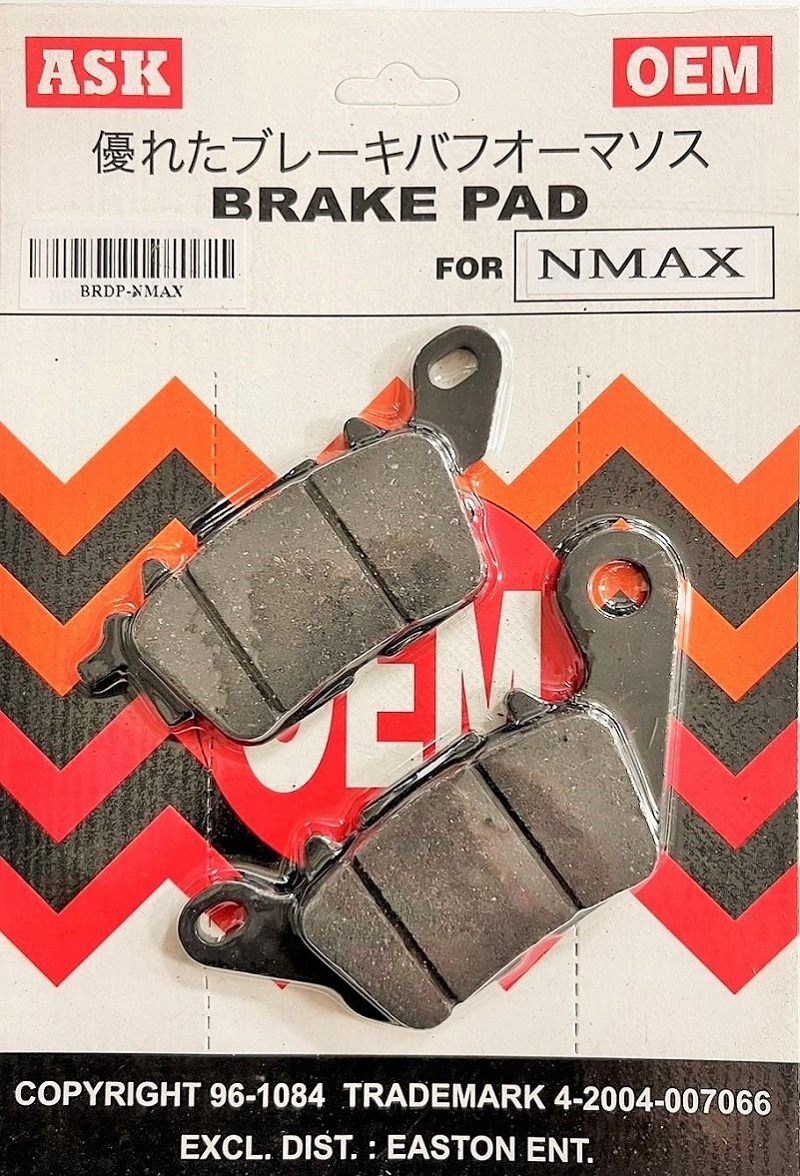 ASK
OEM
優れたブレーキバフオーマソス
BRAKE PAD
FOR NMAX
BRDP-NMAX
OEM
COPYRIGHT 96-1084 TRADEMARK 4-2004-007066
EXCL. DIST. : EASTON ENT.